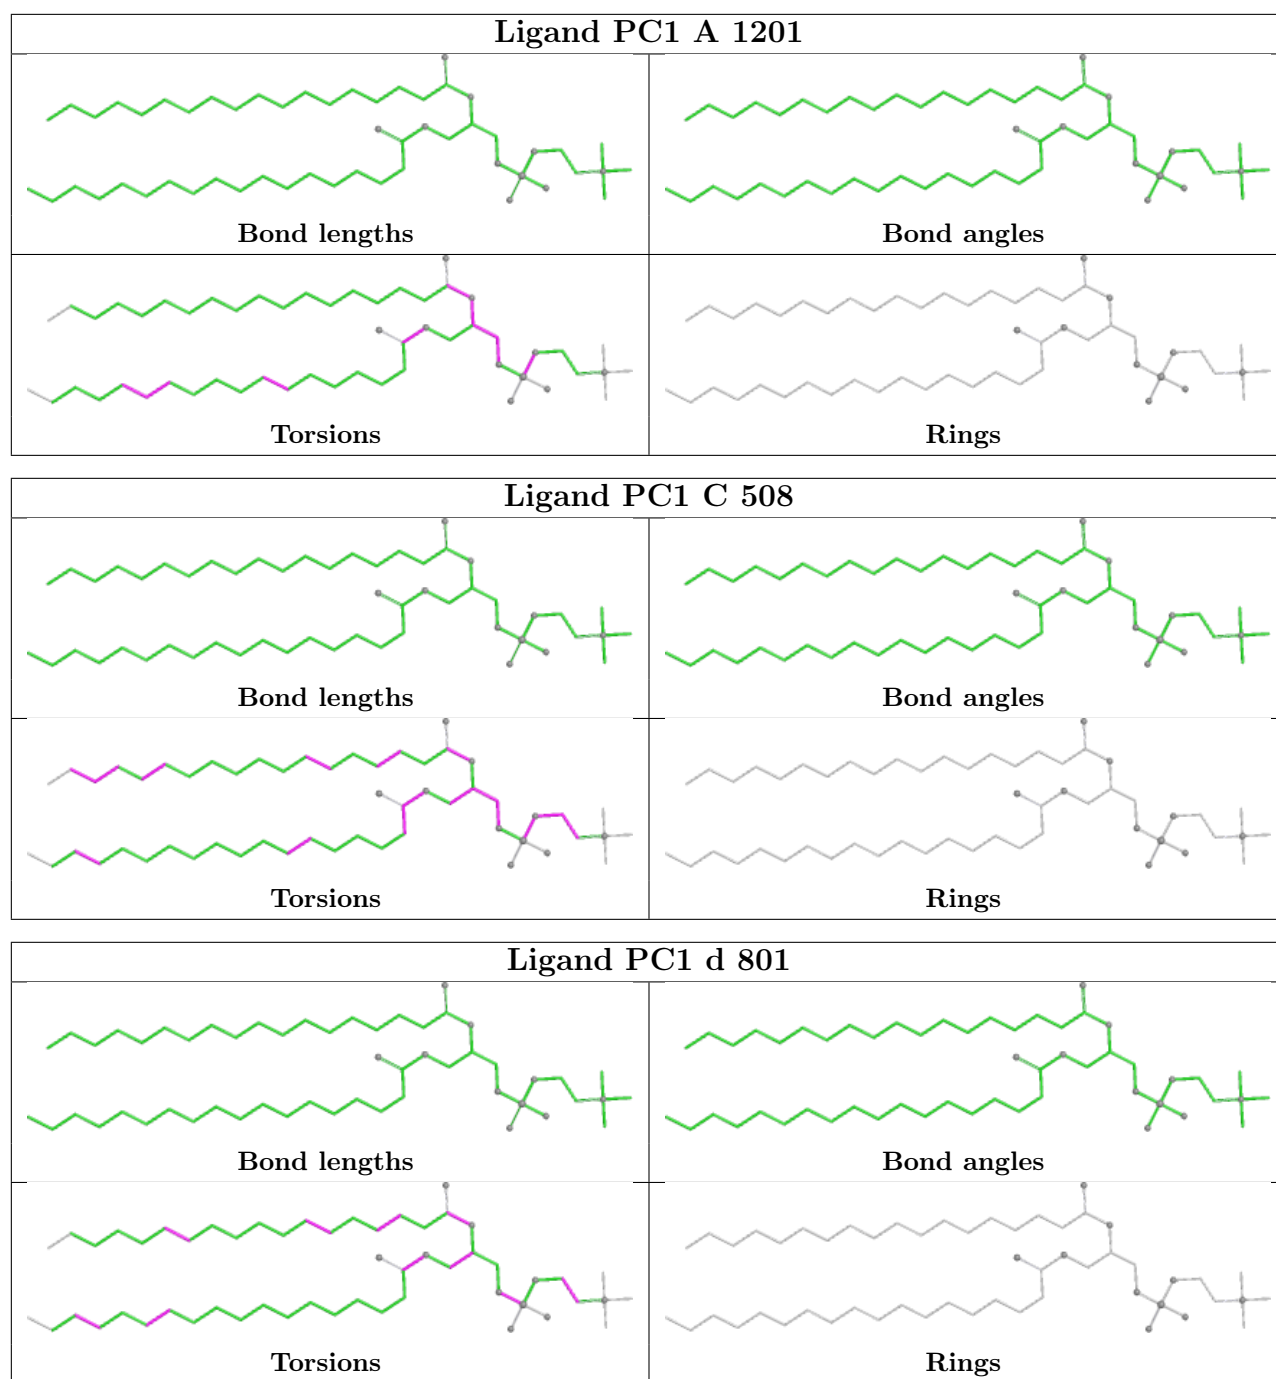 Ligand PC1 A 1201
Bond lengths
Bond angles
Torsions
Rings
Ligand PC1 C 508
Bond lengths
Bond angles
Torsions
Rings
Ligand PC1 d 801
Bond lengths
Bond angles
Torsions
Rings